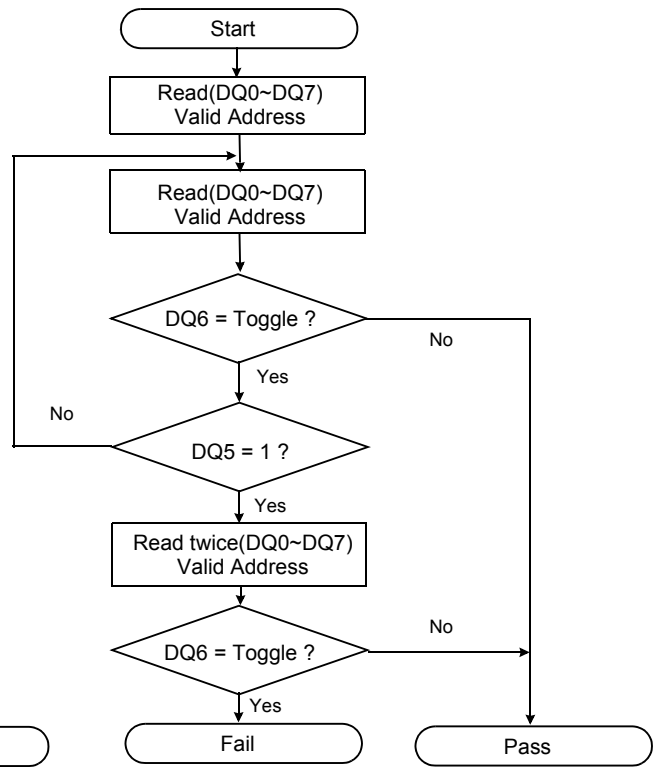 Start
Read(DQ0~DQ7)
Valid Address
Read(DQ0~DQ7)
Valid Address
DQ6 = Toggle ?
No
Yes
No
DQ5 = 1 ?
Yes
Read twice(DQ0~DQ7)
Valid Address
No
DQ6 = Toggle ?
Yes
Fail
Pass